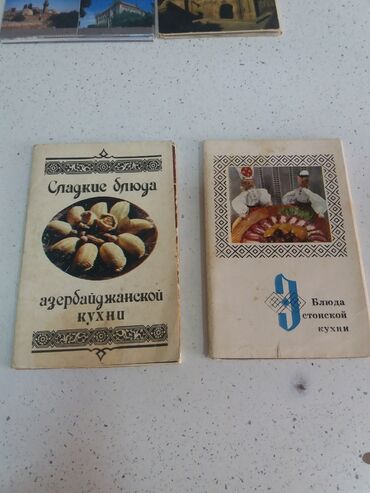 Сладкие блюда
азербайджанской
кухни
Блюда
Эстонской
кухни